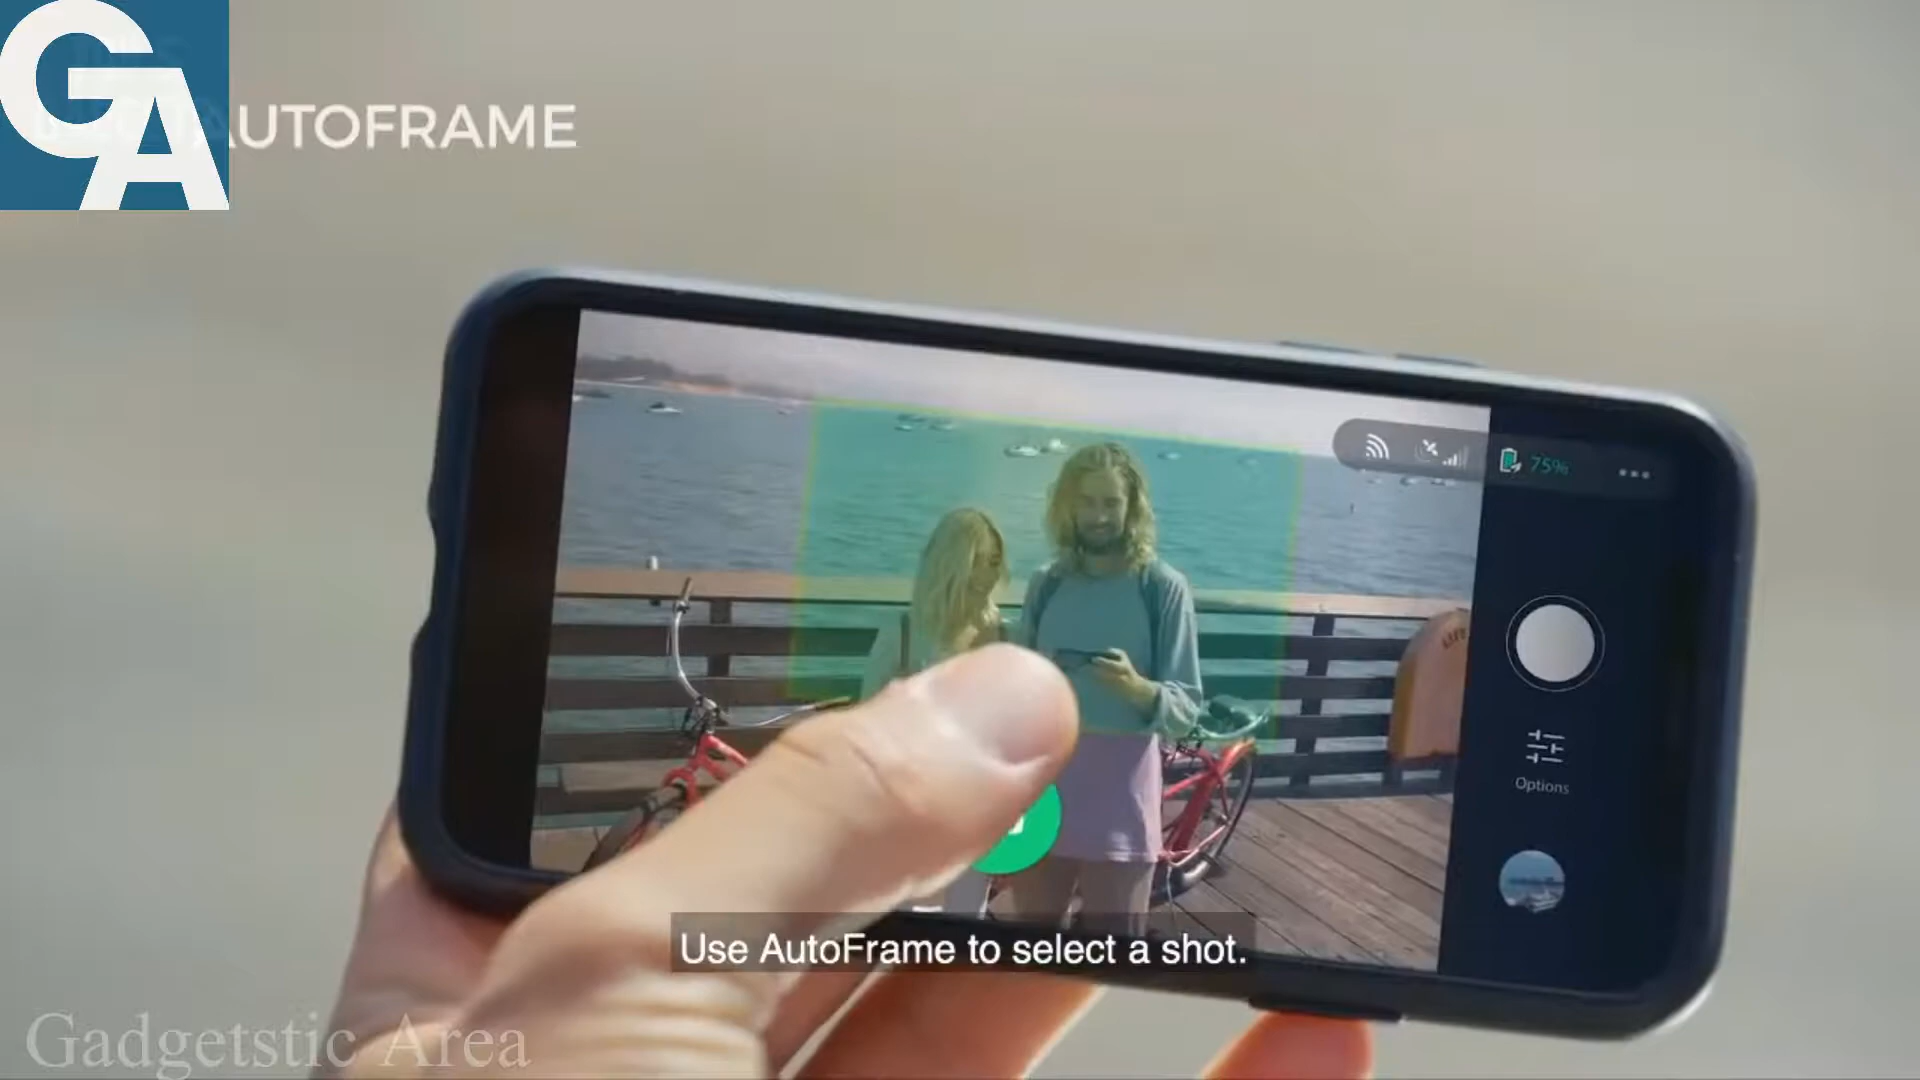 GA
AUTOFRAME
75%
Options
Use AutoFrame to select a shot.
Gadgetstic Area